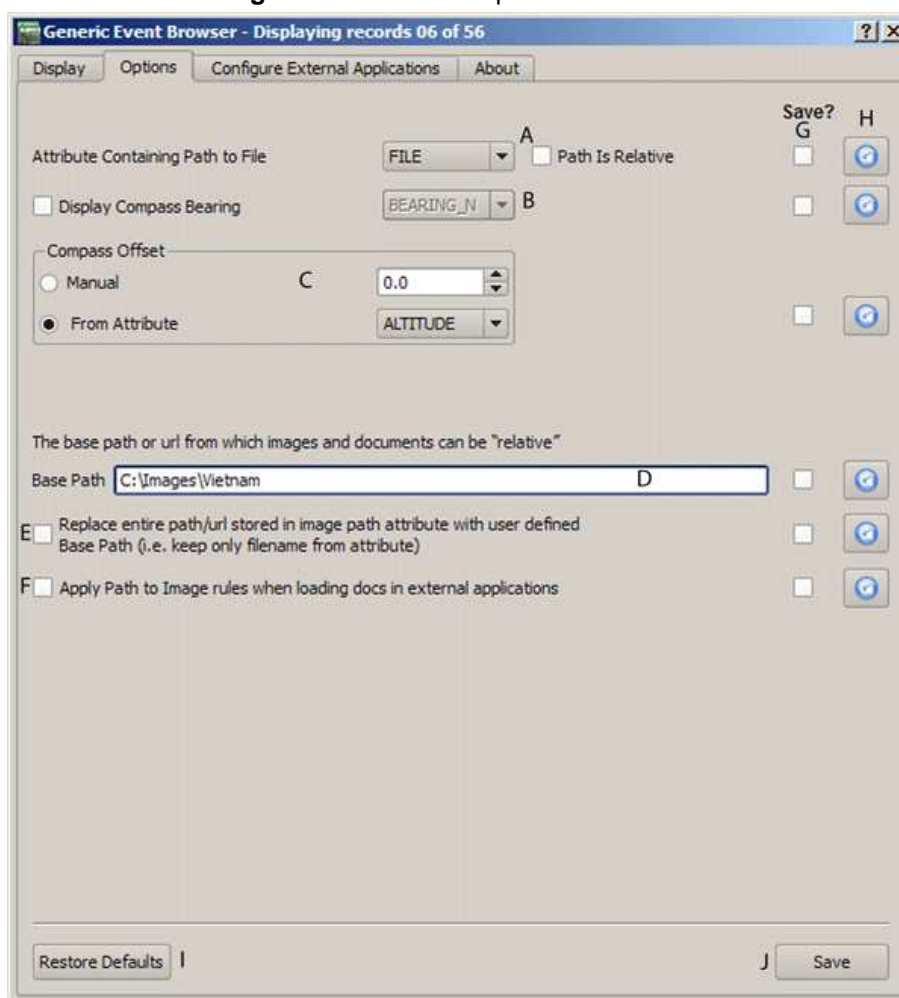 Generic Event Browser - Displaying records 06 of 56
Display Options Configure External Applications About
Save?
A G H
Attribute Containing Path to File FILE Path Is Relative
Display Compass Bearing BEARING_N B
Compass Offset
Manual C 0.0
From Attribute ALTITUDE
The base path or url from which images and documents can be "relative"
Base Path C:\Images\Vietnam D
E Replace entire path/url stored in image path attribute with user defined
Base Path (i.e. keep only filename from attribute)
F Apply Path to Image rules when loading docs in external applications
Restore Defaults I J Save